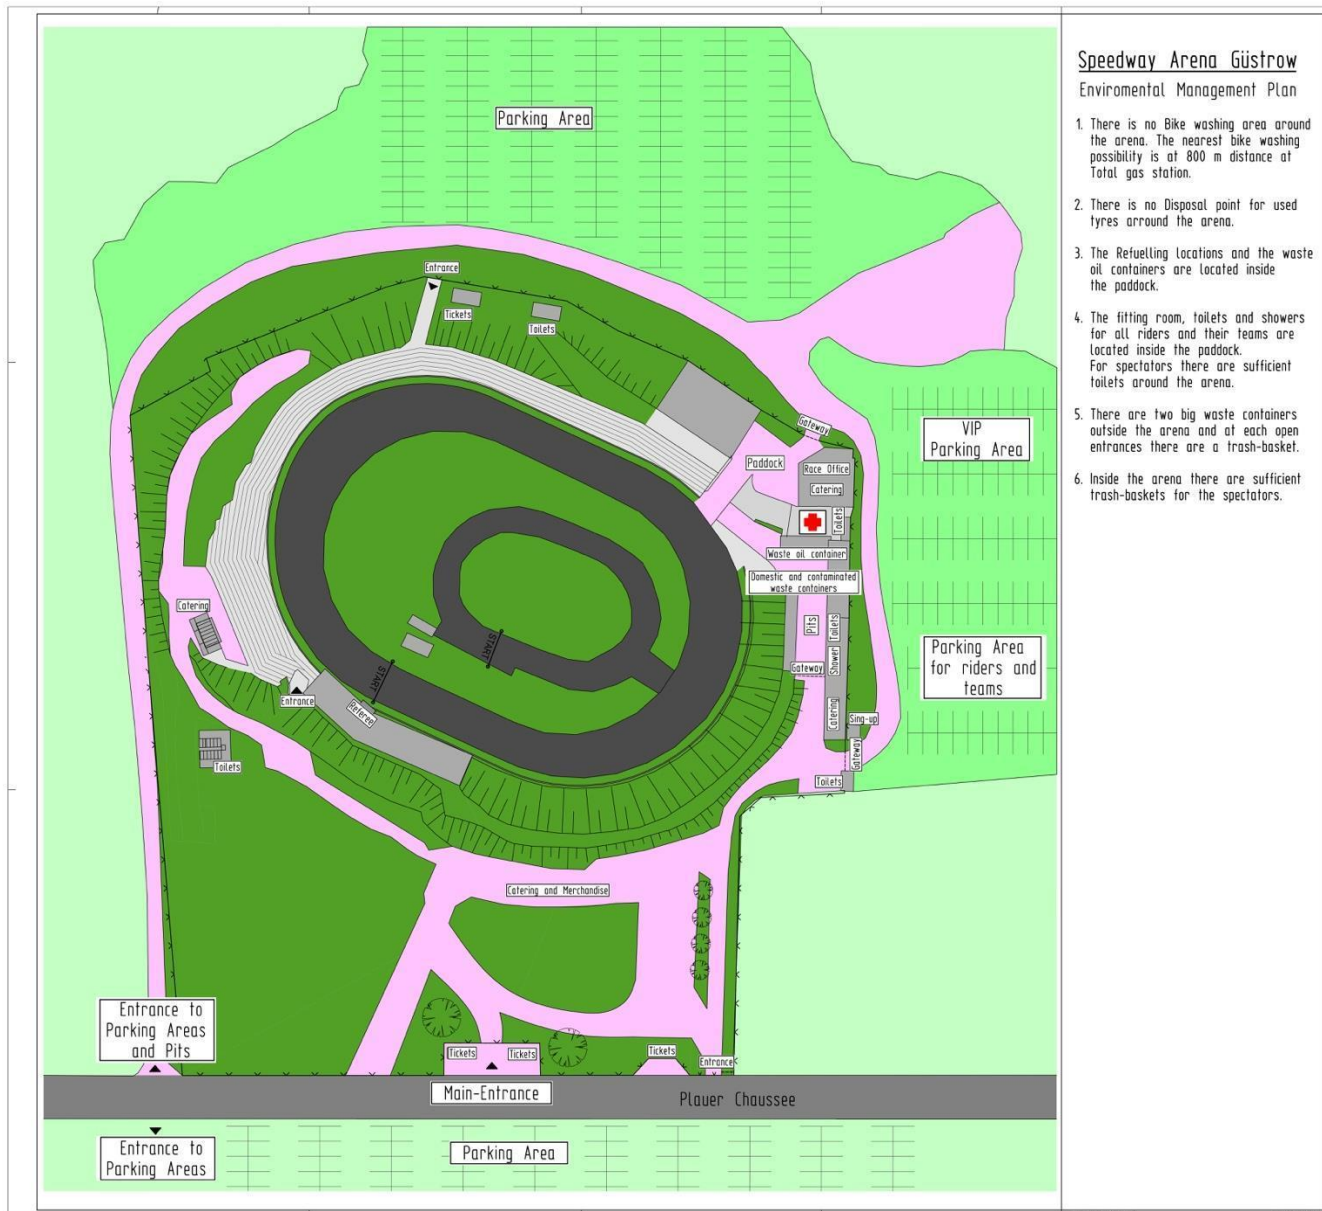 Speedway Arena Güstrow
Enviromental Management Plan
1. There is no Bike washing area around
the arena. The nearest bike washing
possibility is at 800 m distance at
Total gas station.
2. There is no Disposal point for used
tyres arround the arena.
3. The Refuelling locations and the waste
oil containers are located inside
the paddock.
4. The fitting room, toilets and showers
for all riders and their teams are
located inside the paddock.
For spectators there are sufficient
toilets around the arena.
5. There are two big waste containers
outside the arena and at each open
entrances there are a trash-basket.
6. Inside the arena there are sufficient
trash-baskets for the spectators.
Parking Area
Entrance
Tickets
Toilets
Gateway
VIP
Parking Area
Paddock
Race Office
Catering
Toilets
Waste oil container
Domestic and contaminated
waste containers
Catering
Pits
Toilets
START
START
Parking Area
for riders and
teams
Gateway
Shower
Entrance
Referee
Catering
Sing-up
Gateway
Toilets
Toilets
Catering and Merchandise
Entrance to
Parking Areas
and Pits
Tickets
Tickets
Tickets
Entrance
Main-Entrance
Plauer Chaussee
Entrance to
Parking Areas
Parking Area